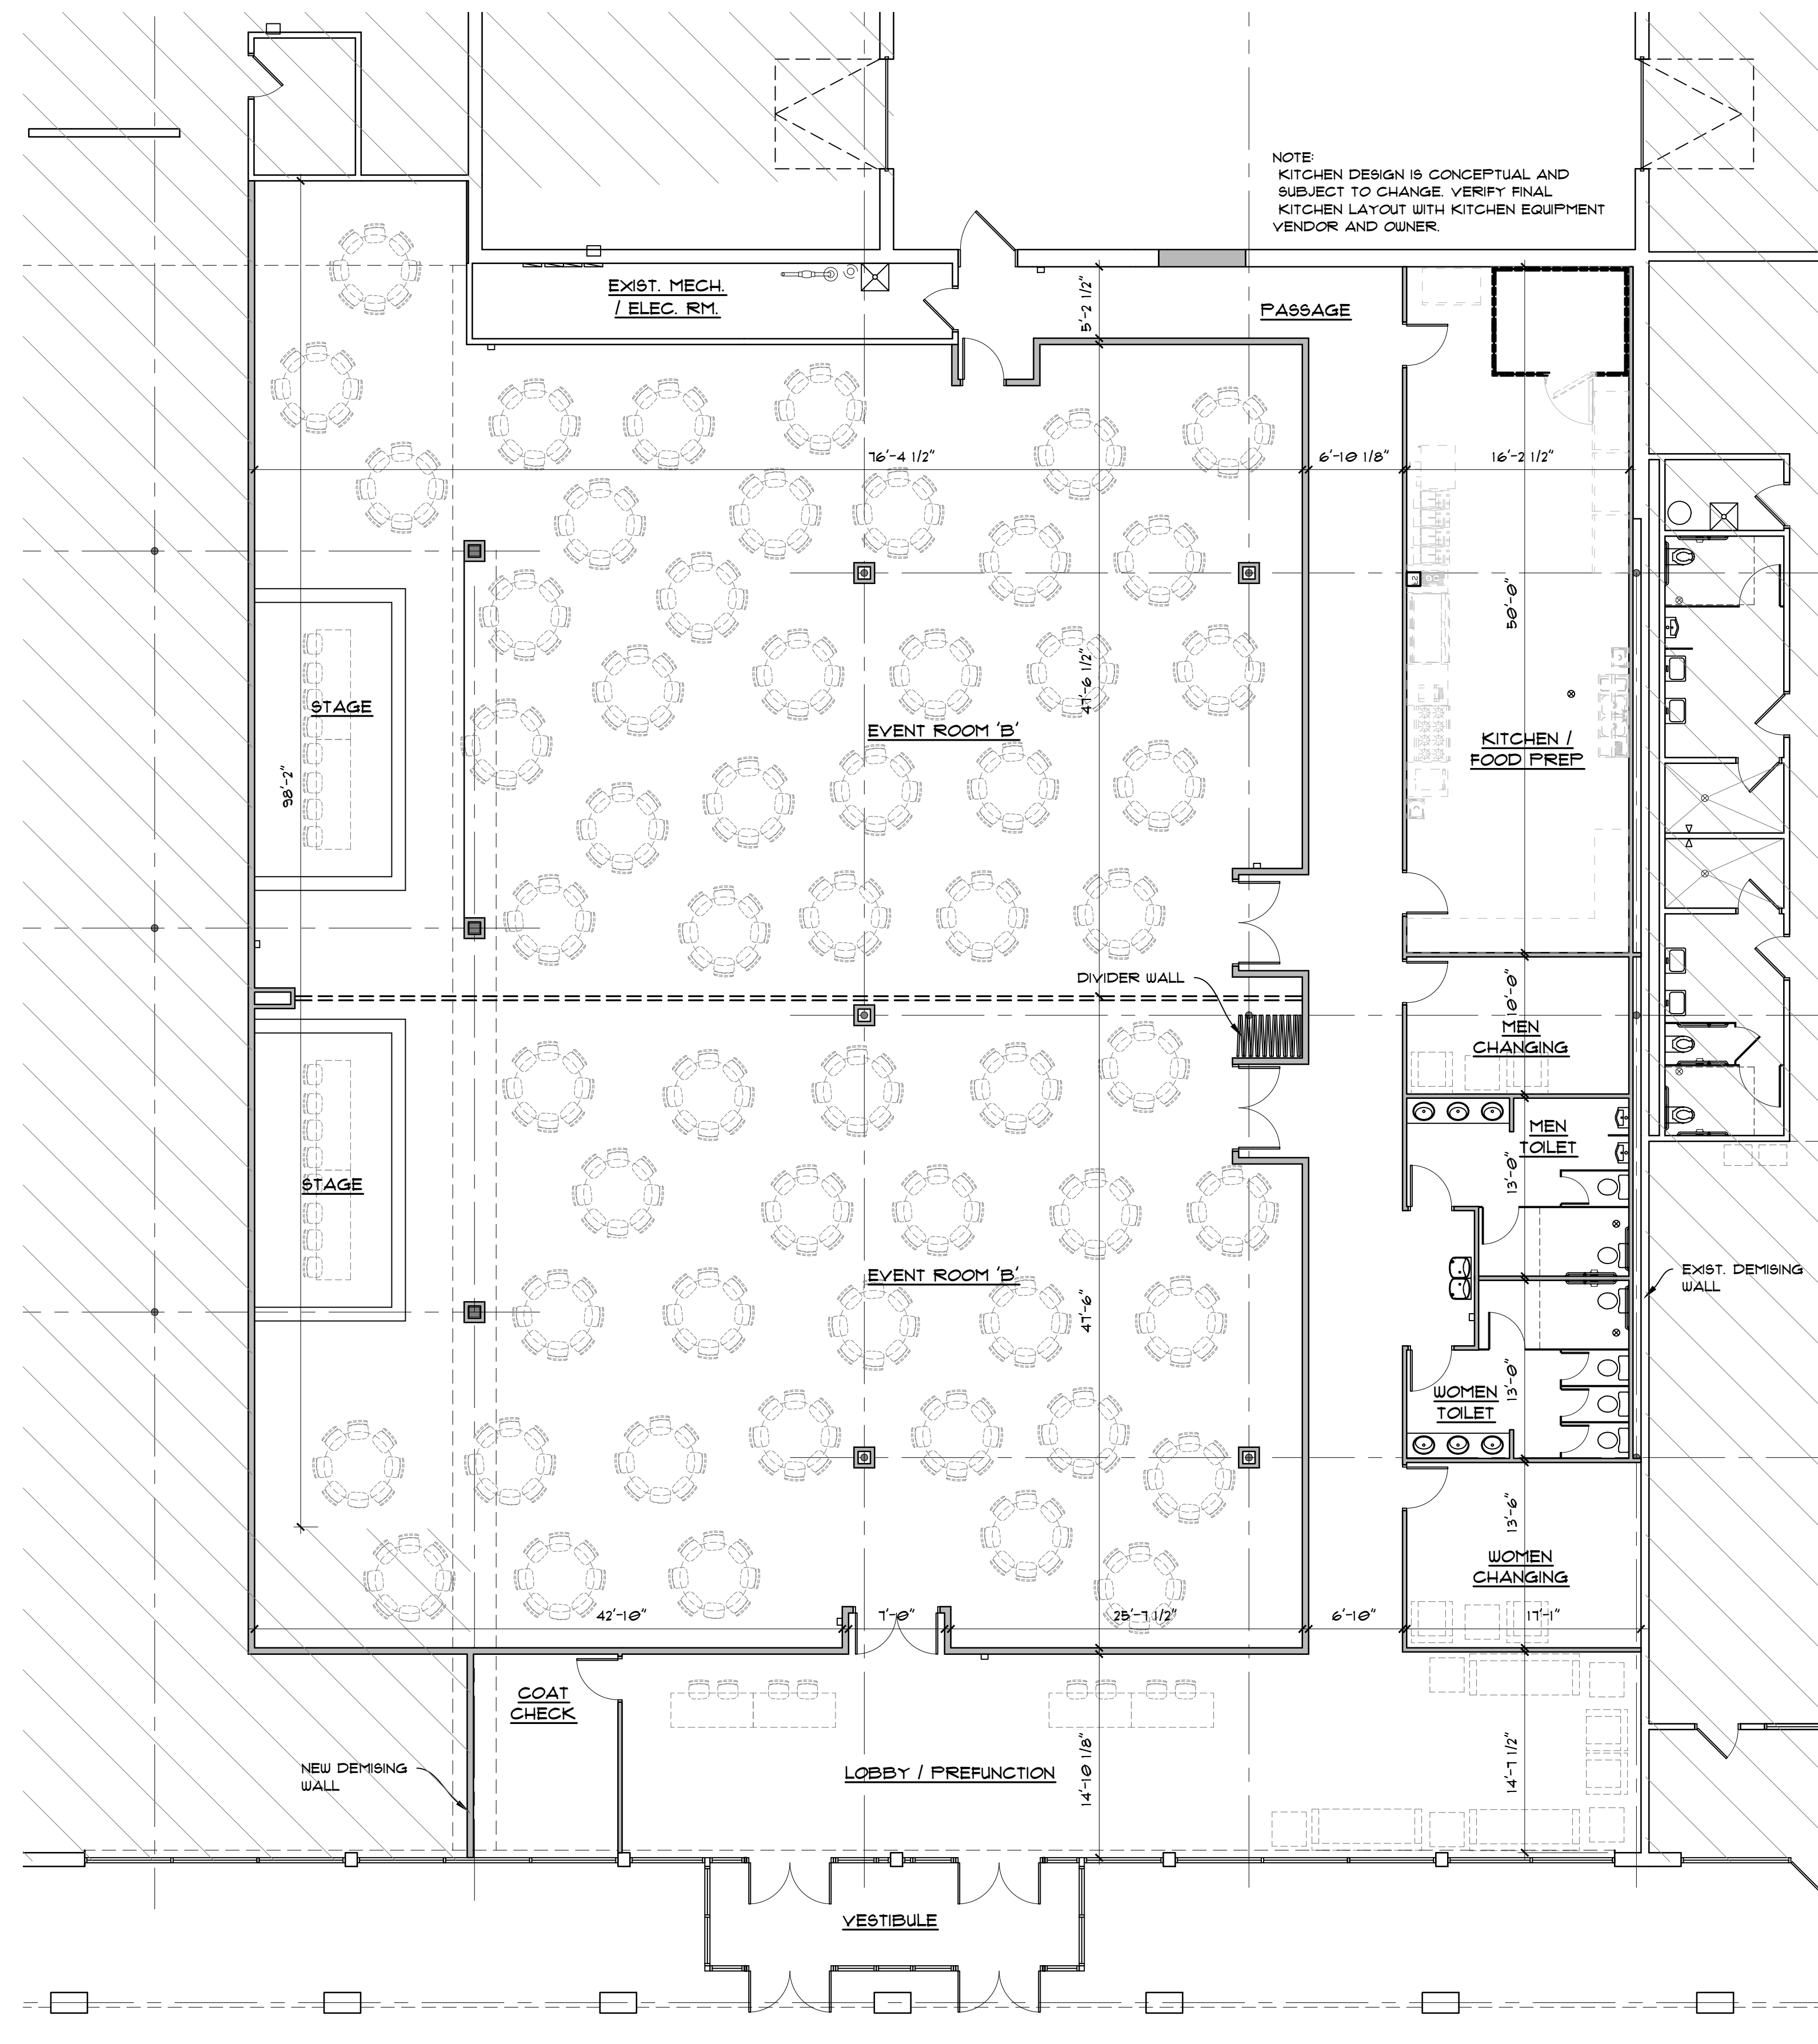 NOTE:
KITCHEN DESIGN IS CONCEPTUAL AND
SUBJECT TO CHANGE. VERIFY FINAL
KITCHEN LAYOUT WITH KITCHEN EQUIPMENT
VENDOR AND OWNER.
EXIST. MECH.
/ ELEC. RM.
5'-2 1/2"
PASSAGE
76'-4 1/2"
6'-10 1/8"
16'-2 1/2"
50'-0"
STAGE
47'-6 1/2"
EVENT ROOM 'B'
KITCHEN /
FOOD PREP
98'-2"
DIVIDER WALL
10'-0"
MEN
CHANGING
MEN
TOILET
13'-0"
STAGE
EVENT ROOM 'B'
47'-6"
EXIST. DEMISING
WALL
WOMEN
TOILET
13'-0"
13'-6"
WOMEN
CHANGING
42'-10"
7'-0"
25'-7 1/2"
6'-10"
17'-1"
COAT
CHECK
NEW DEMISING
WALL
LOBBY / PREFUNCTION
14'-10 1/8"
14'-7 1/2"
VESTIBULE